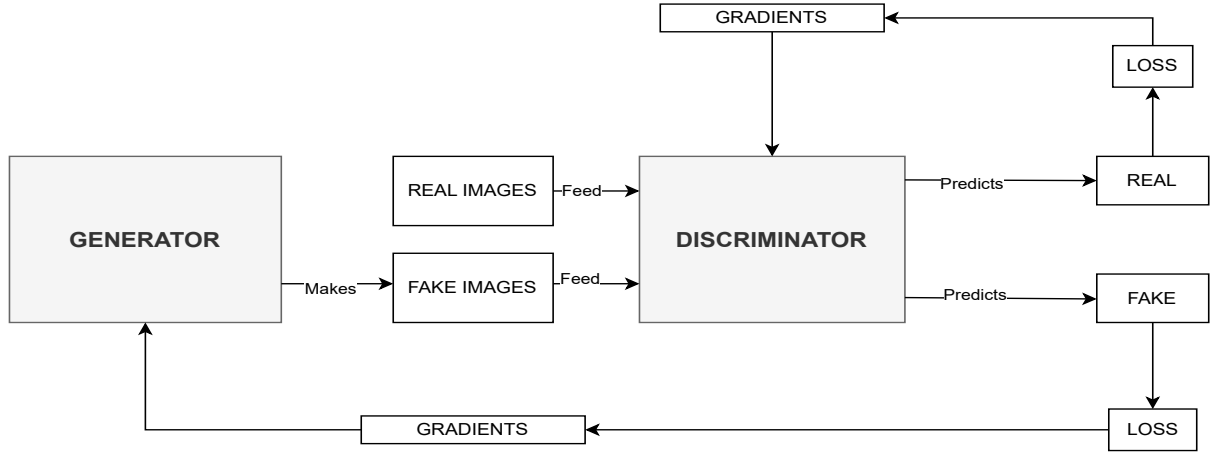 GRADIENTS
LOSS
REAL IMAGES
Feed
Predicts
REAL
GENERATOR
DISCRIMINATOR
Makes
FAKE IMAGES
Feed
Predicts
FAKE
GRADIENTS
LOSS